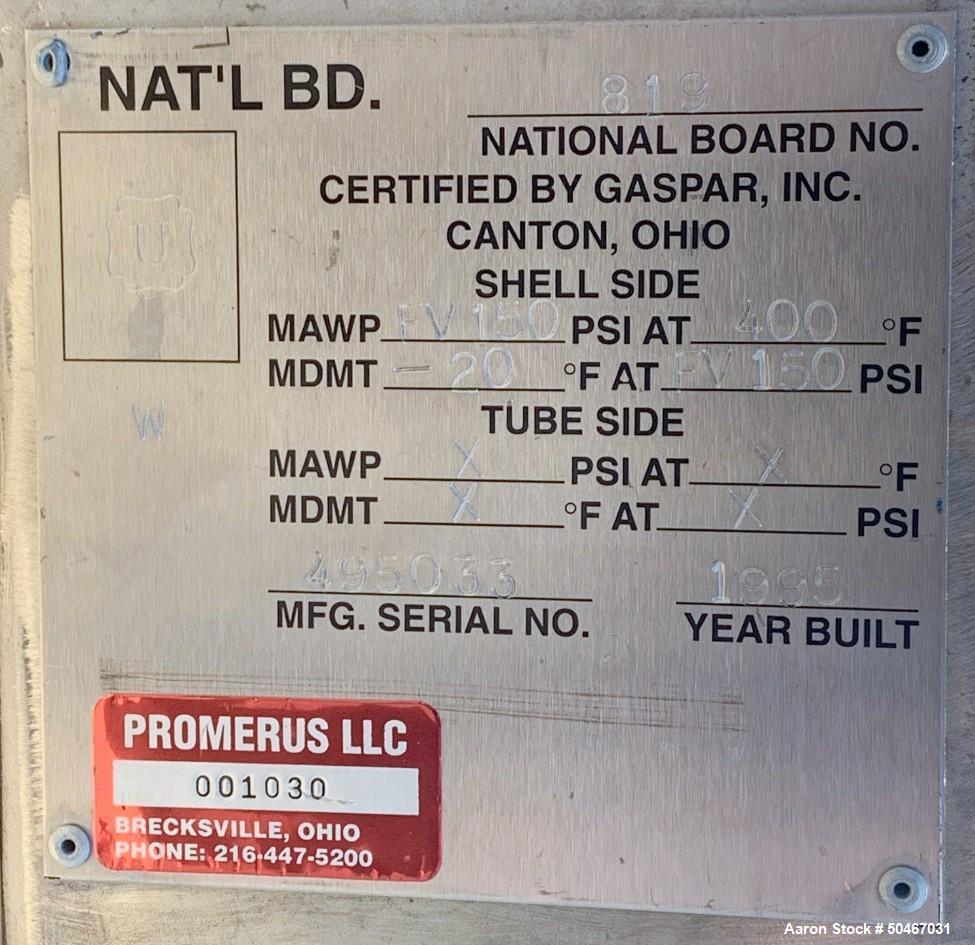 NAT'L BD. 819
NATIONAL BOARD NO.
U
CERTIFIED BY GASPAR, INC.
CANTON, OHIO
SHELL SIDE
MAWP FV 150 PSI AT 400 °F
MDMT -20 °F AT FV 150 PSI
W
TUBE SIDE
MAWP X PSI AT X °F
MDMT X °F AT X PSI
495033 1995
MFG. SERIAL NO. YEAR BUILT
PROMERUS LLC
001030
BRECKSVILLE, OHIO
PHONE: 216-447-5200
Aaron Stock # 50467031